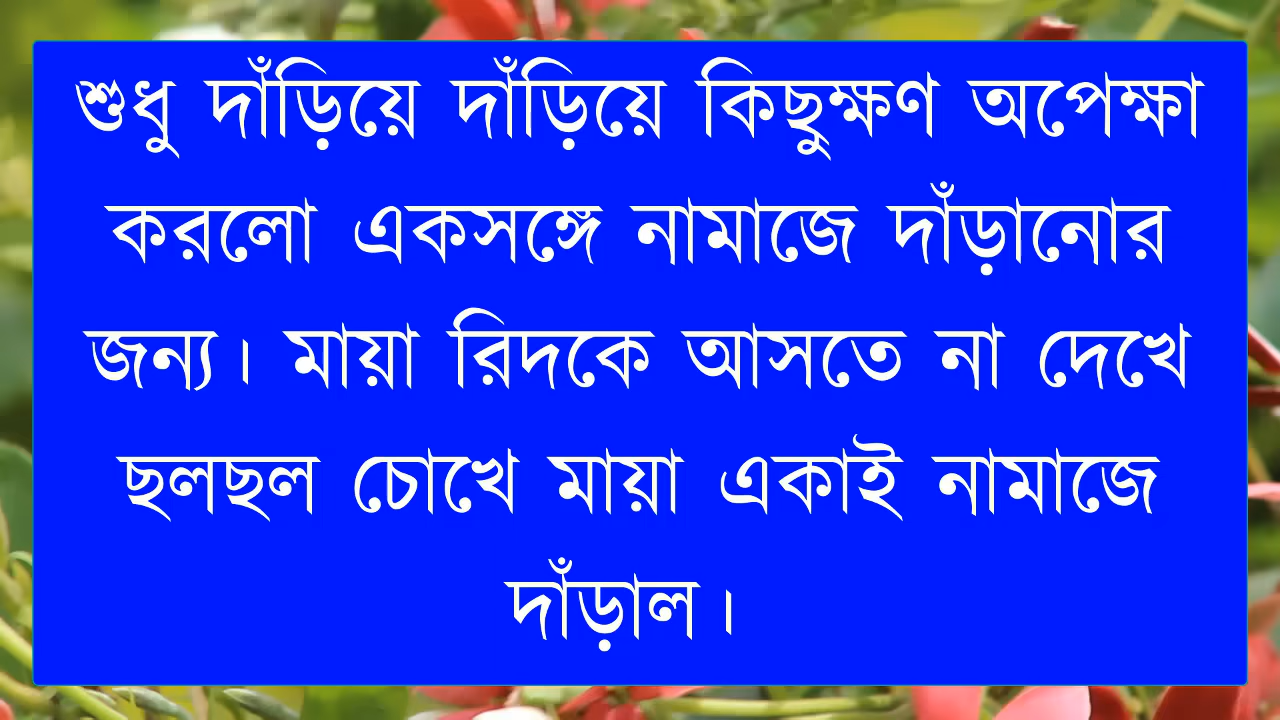 শুধু দাঁড়িয়ে দাঁড়িয়ে কিছুক্ষণ অপেক্ষা
করলো একসঙ্গে নামাজে দাঁড়ানোর
জন্য। মায়া রিদকে আসতে না দেখে
ছলছল চোখে মায়া একাই নামাজে
দাঁড়াল।